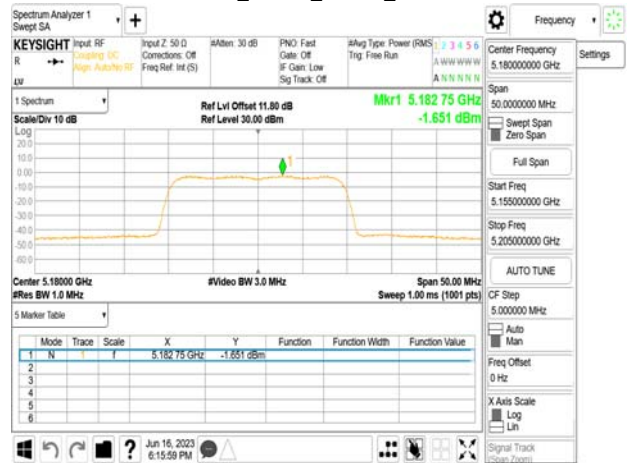 Spectrum Analyzer 1
Swept SA
+
Frequency
KEYSIGHT
R
Input: RF
Coupling: DC
Align: Auto/No RF
Input Z: 50 Ω
Corrections: Off
Freq Ref: Int (S)
#Atten: 30 dB
PNO: Fast
Gate: Off
IF Gain: Low
Sig Track: Off
#Avg Type: Power (RMS
Trig: Free Run
1 2 3 4 5 6
A W W W W W
A N N N N N
Settings
Center Frequency
5.180000000 GHz
Span
50.0000000 MHz
Swept Span
Zero Span
Full Span
Start Freq
5.155000000 GHz
Stop Freq
5.205000000 GHz
AUTO TUNE
CF Step
5.000000 MHz
Auto
Man
Freq Offset
0 Hz
X Axis Scale
Log
Lin
Signal Track
(Span Zoom)
1 Spectrum
Scale/Div 10 dB
Log
Ref Lvl Offset 11.80 dB
Ref Level 30.00 dBm
Mkr1 5.182 75 GHz
-1.651 dBm
20.0
10.0
0.00
-10.0
-20.0
-30.0
-40.0
-50.0
-60.0
1
Center 5.18000 GHz
#Res BW 1.0 MHz
#Video BW 3.0 MHz
Span 50.00 MHz
Sweep 1.00 ms (1001 pts)
5 Marker Table
Mode Trace Scale X Y Function Function Width Function Value
1 N 1 f 5.182 75 GHz -1.651 dBm
2
3
4
5
6
?
Jun 16, 2023
6:15:59 PM